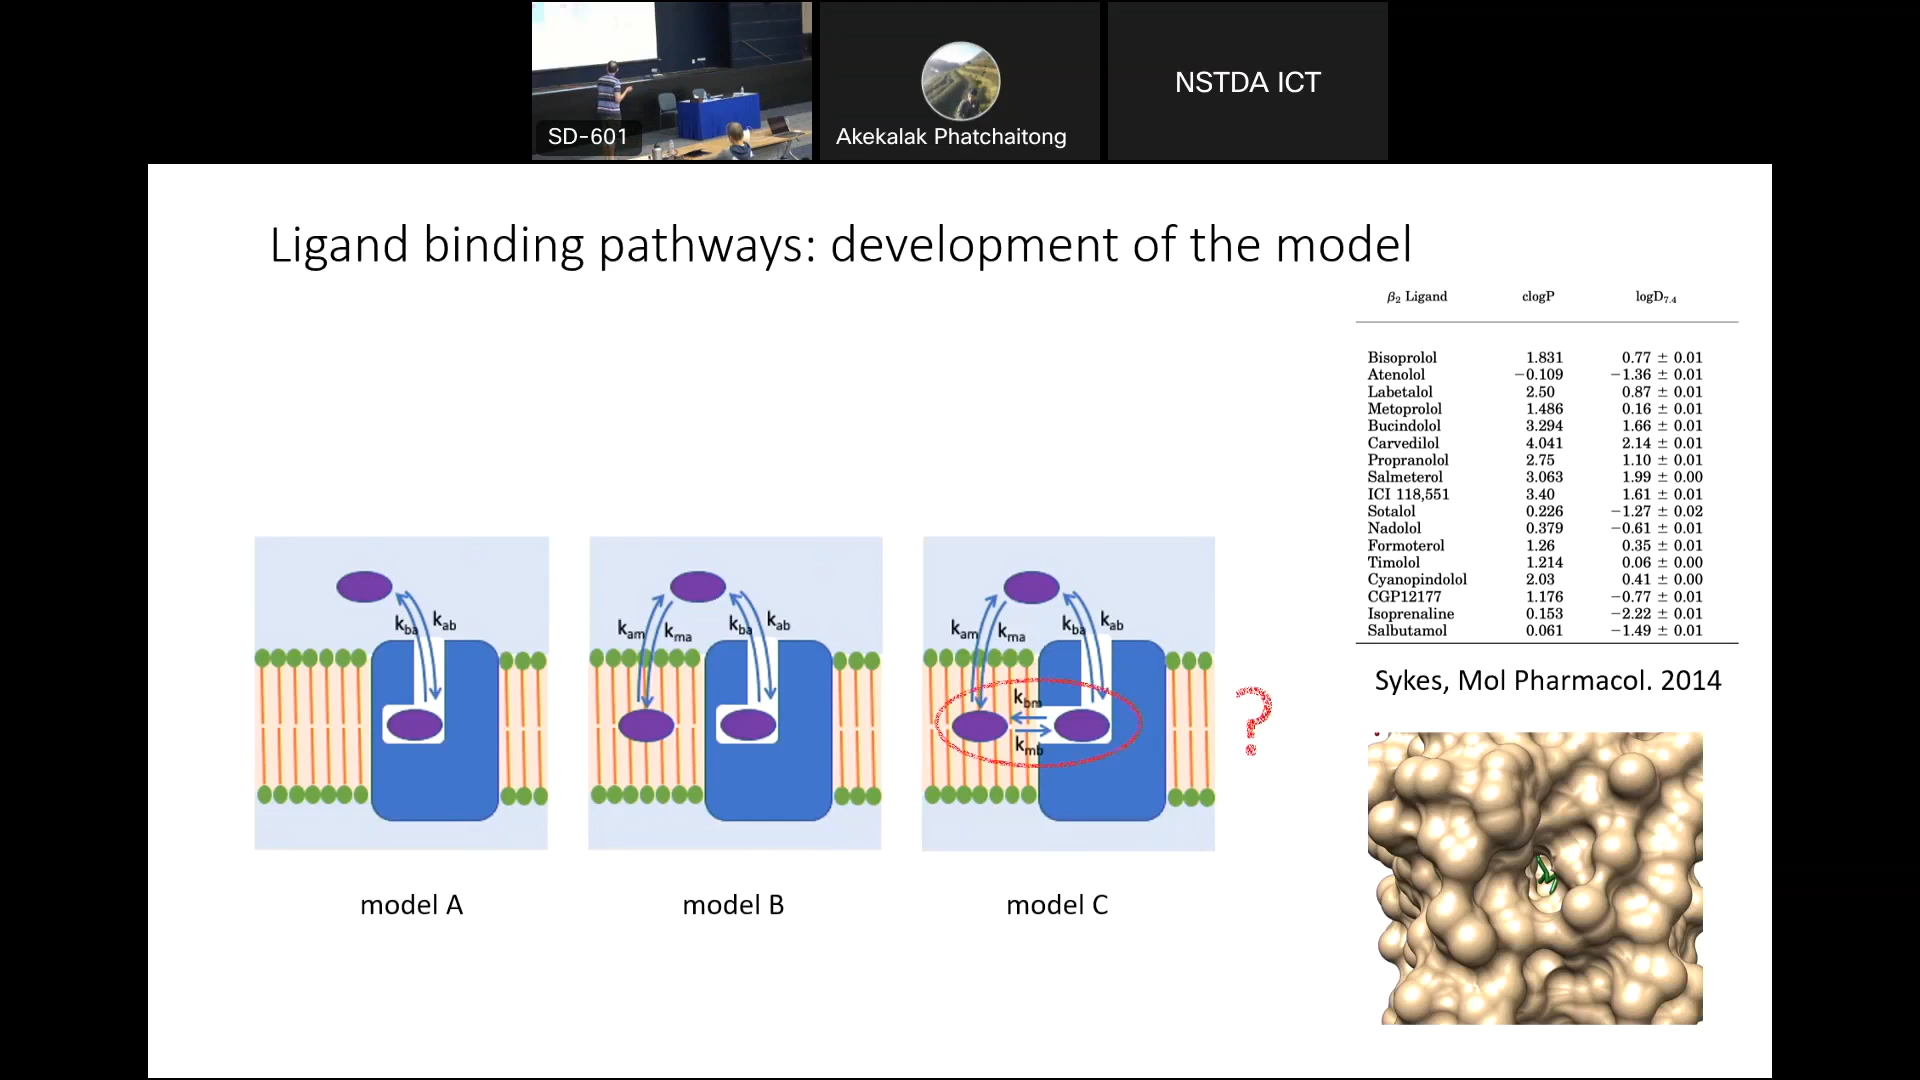 SD-601
Akekalak Phatchaitong
NSTDA ICT
Ligand binding pathways: development of the model
β2 Ligand clogP logD7.4
Bisoprolol 1.831 0.77 ± 0.01
Atenolol −0.109 −1.36 ± 0.01
Labetalol 2.50 0.87 ± 0.01
Metoprolol 1.486 0.16 ± 0.01
Bucindolol 3.294 1.66 ± 0.01
Carvedilol 4.041 2.14 ± 0.01
Propranolol 2.75 1.10 ± 0.01
Salmeterol 3.063 1.99 ± 0.00
ICI 118,551 3.40 1.61 ± 0.01
Sotalol 0.226 −1.27 ± 0.02
Nadolol 0.379 −0.61 ± 0.01
Formoterol 1.26 0.35 ± 0.01
Timolol 1.214 0.06 ± 0.00
Cyanopindolol 2.03 0.41 ± 0.00
CGP12177 1.176 −0.77 ± 0.01
Isoprenaline 0.153 −2.22 ± 0.01
Salbutamol 0.061 −1.49 ± 0.01
Sykes, Mol Pharmacol. 2014
kba kab
kam kma kba kab
kam kma kba kab
kbm
kmb
?
model A
model B
model C